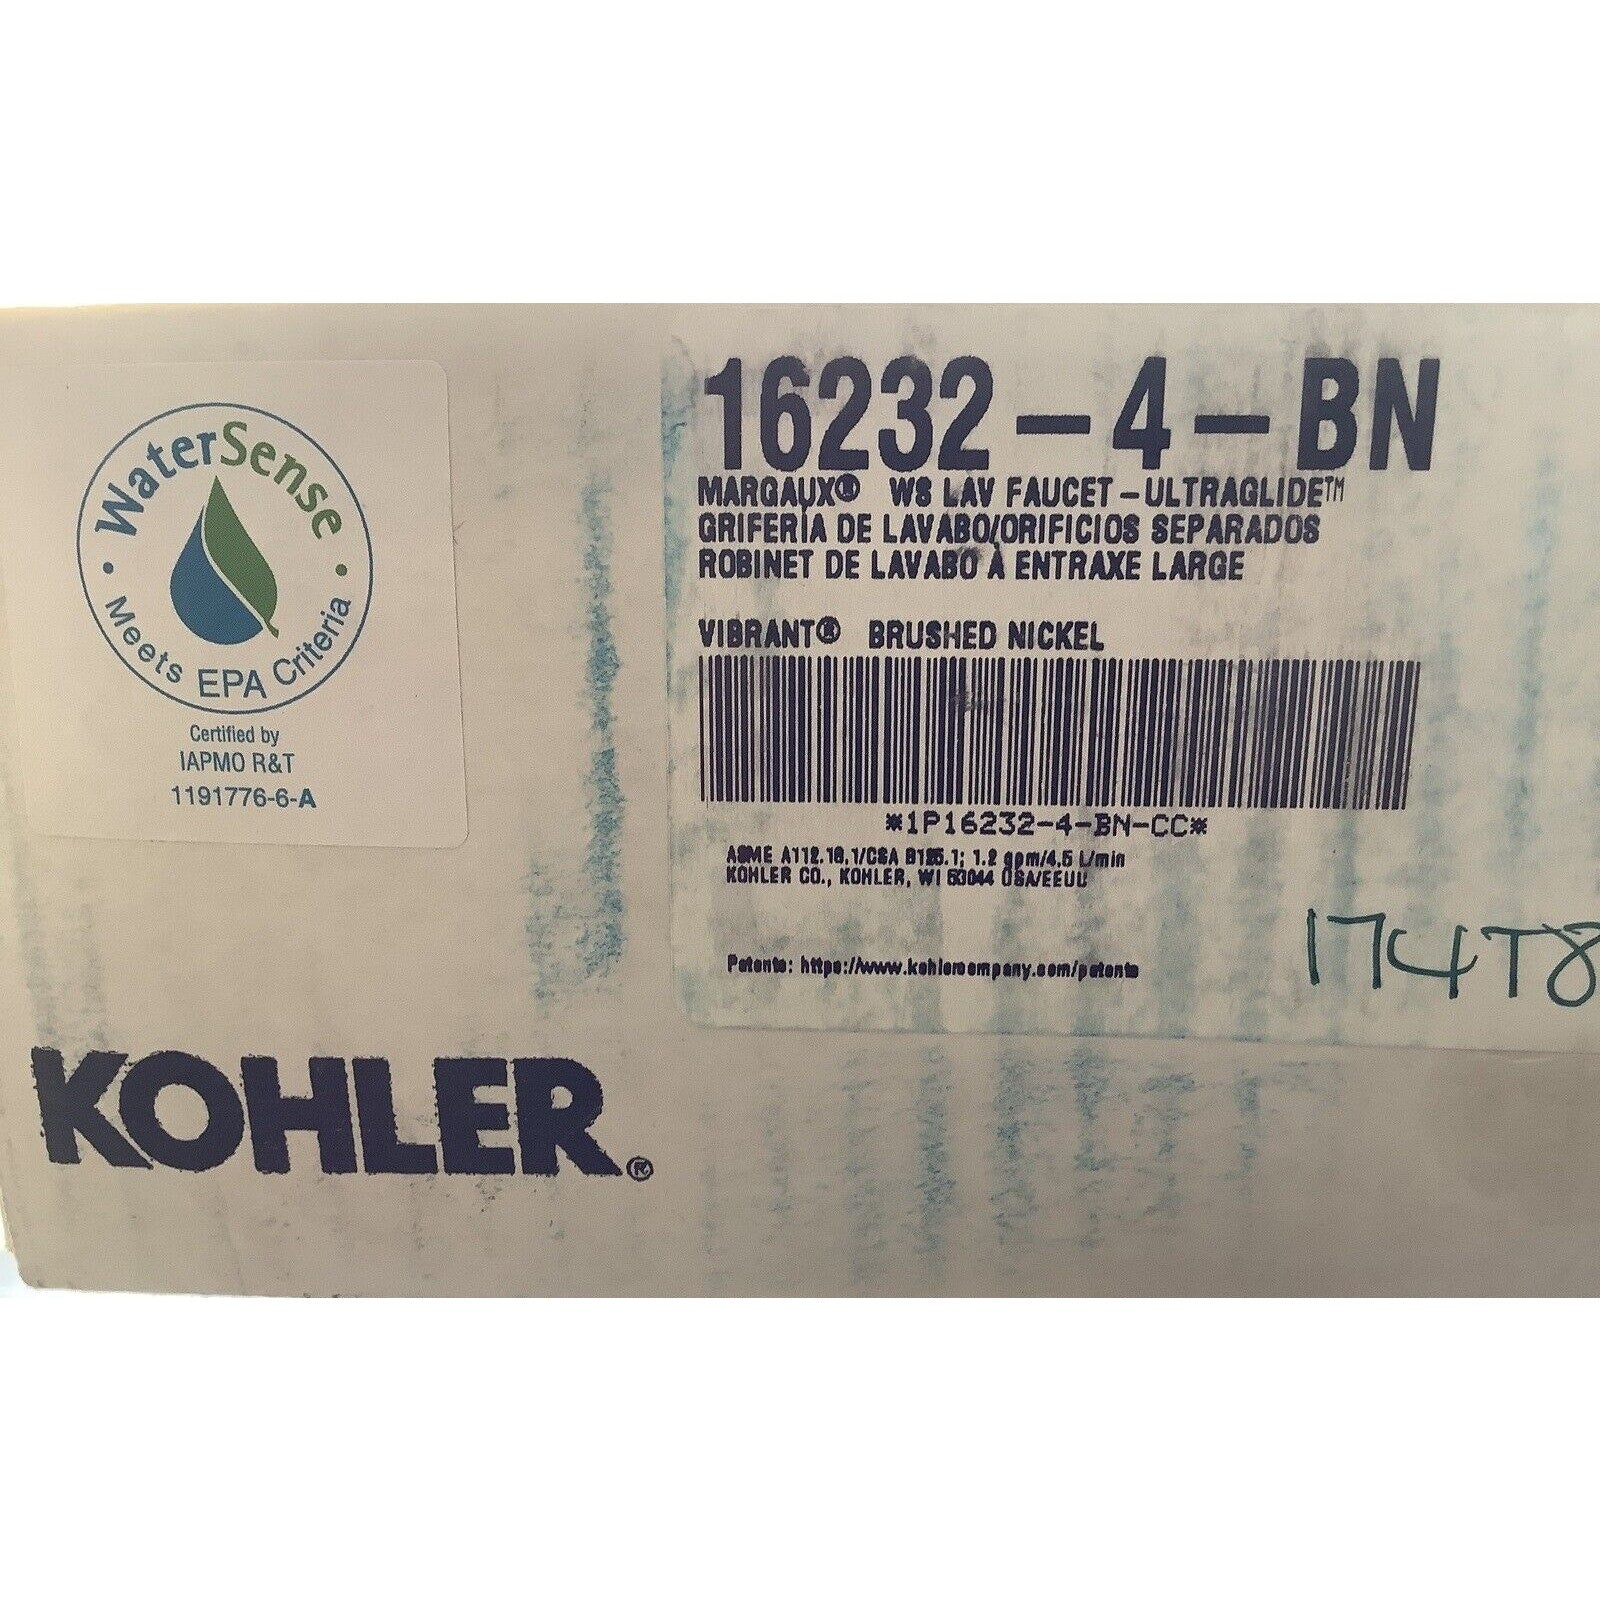 WaterSense
Meets EPA Criteria
Certified by
IAPMO R&T
1191776-6-A
16232-4-BN
MARGAUX® WS LAV FAUCET-ULTRAGLIDE™
GRIFERÍA DE LAVABO/ORIFICIOS SEPARADOS
ROBINET DE LAVABO À ENTRAXE LARGE
VIBRANT® BRUSHED NICKEL
*1P16232-4-BN-CC*
ASME A112.18.1/CSA B125.1; 1.2 gpm/4.5 L/min
KOHLER CO., KOHLER, WI 53044 USA/EEUU
Patents: https://www.kohlercompany.com/patents
174T8
KOHLER®